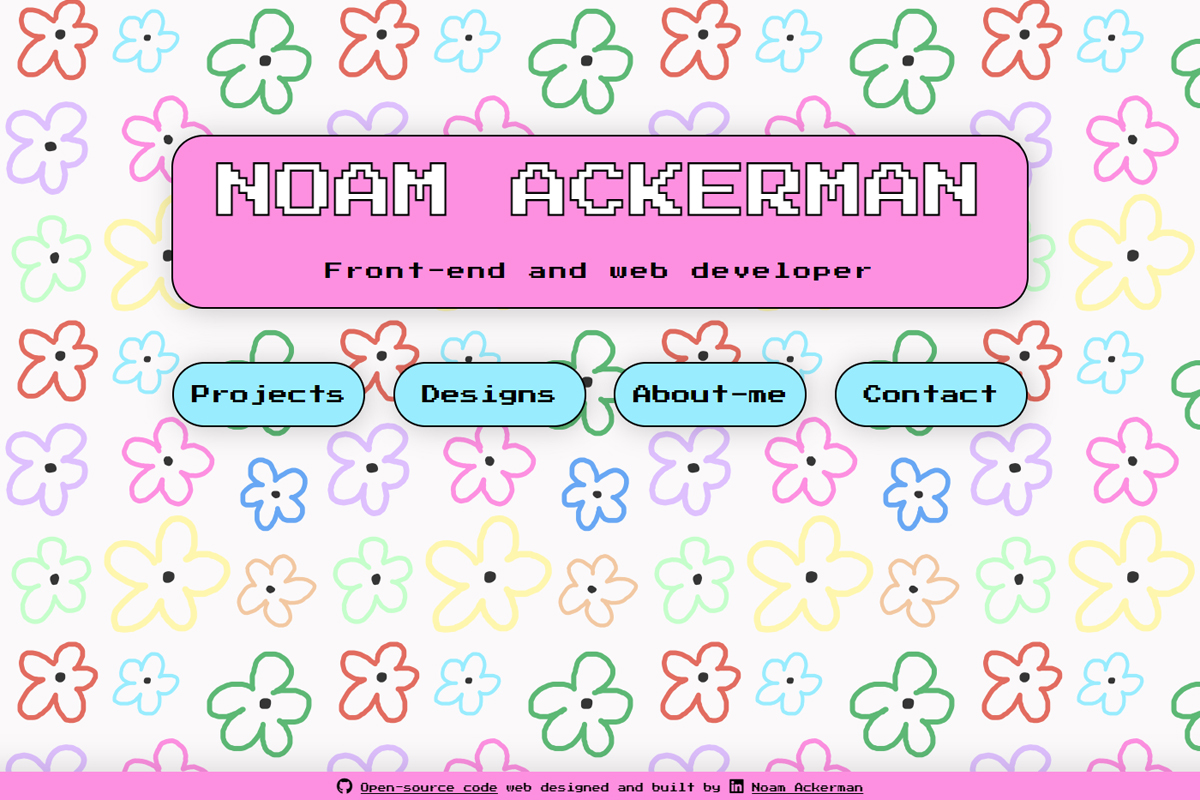 NOAM ACKERMAN
Front-end and web developer
Projects Designs About-me Contact
Open-source code web designed and built by Noam Ackerman